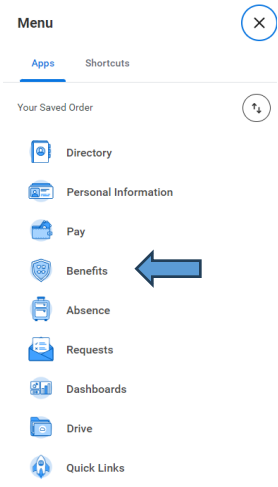 Menu
Apps Shortcuts
Your Saved Order
Directory
Personal Information
Pay
Benefits
Absence
Requests
Dashboards
Drive
Quick Links